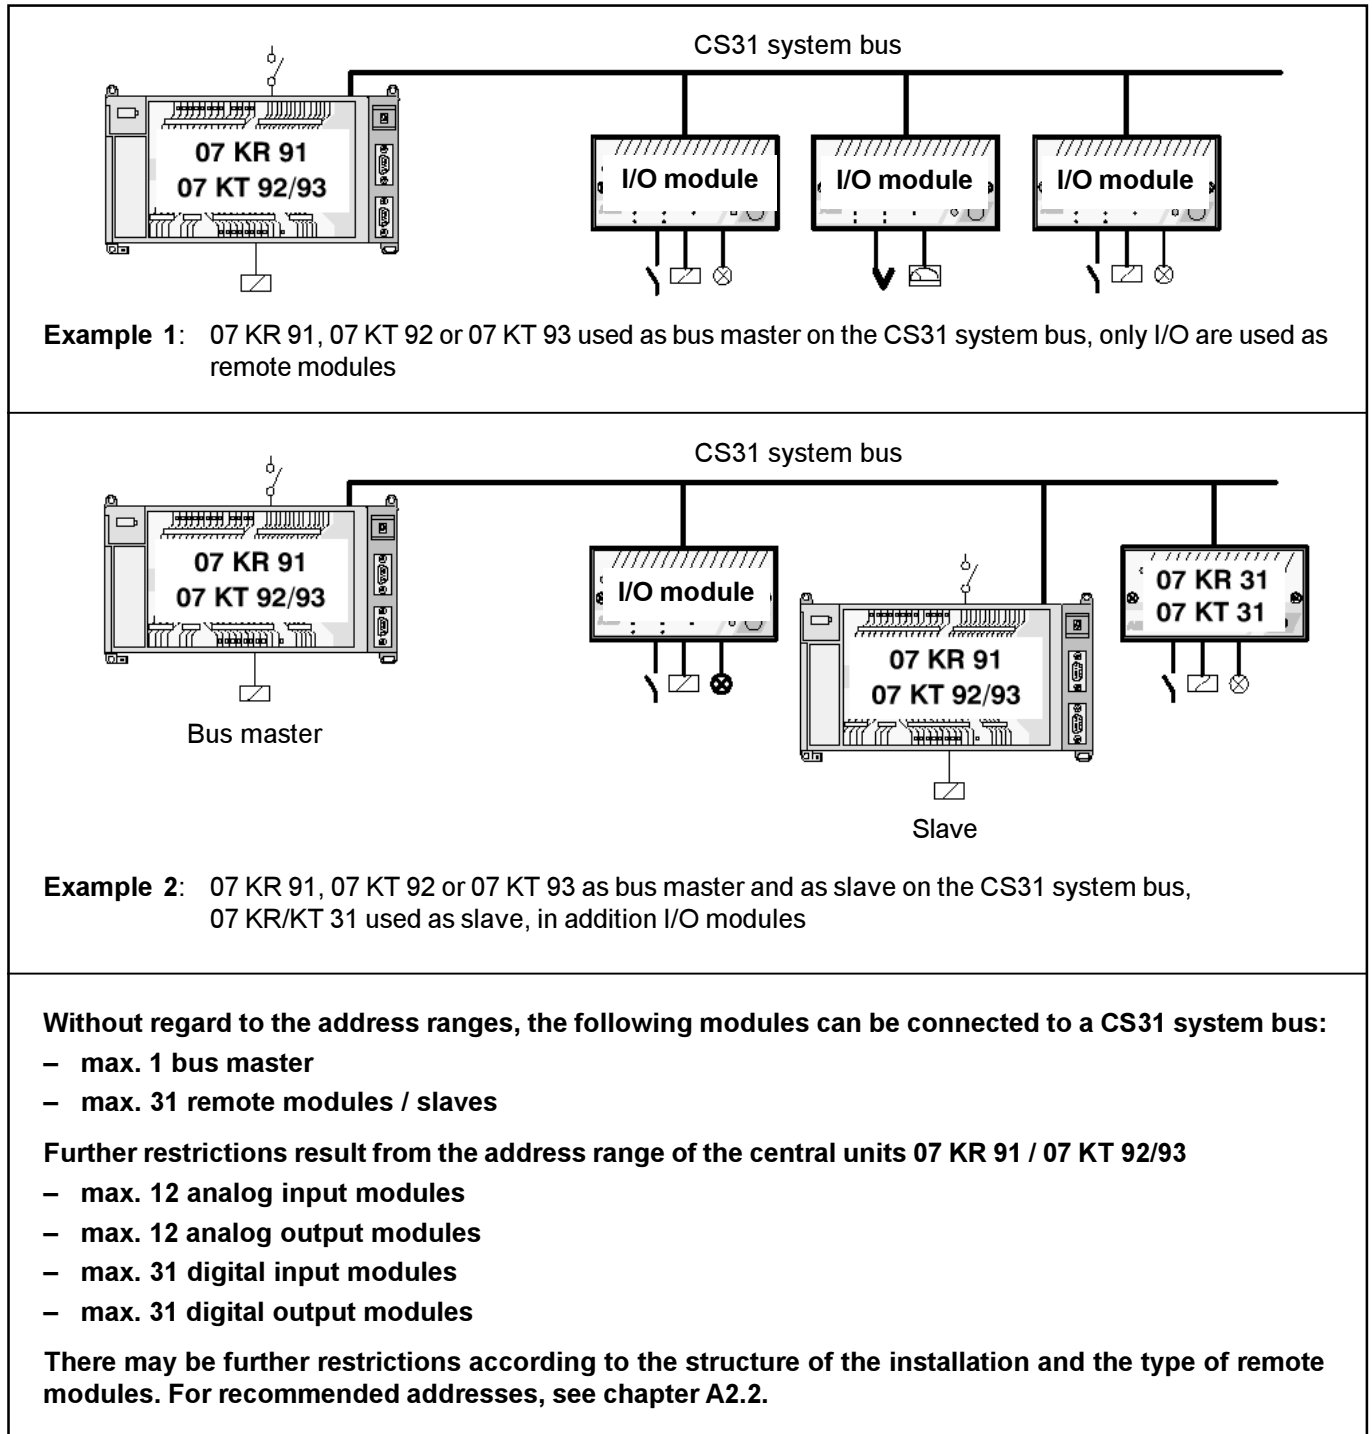 CS31 system bus
07 KR 91
07 KT 92/93
I/O module
I/O module
I/O module
Example 1: 07 KR 91, 07 KT 92 or 07 KT 93 used as bus master on the CS31 system bus, only I/O are used as
remote modules
CS31 system bus
07 KR 91
07 KT 92/93
Bus master
I/O module
07 KR 91
07 KT 92/93
Slave
07 KR 31
07 KT 31
Example 2: 07 KR 91, 07 KT 92 or 07 KT 93 as bus master and as slave on the CS31 system bus,
07 KR/KT 31 used as slave, in addition I/O modules
Without regard to the address ranges, the following modules can be connected to a CS31 system bus:
– max. 1 bus master
– max. 31 remote modules / slaves
Further restrictions result from the address range of the central units 07 KR 91 / 07 KT 92/93
– max. 12 analog input modules
– max. 12 analog output modules
– max. 31 digital input modules
– max. 31 digital output modules
There may be further restrictions according to the structure of the installation and the type of remote
modules. For recommended addresses, see chapter A2.2.